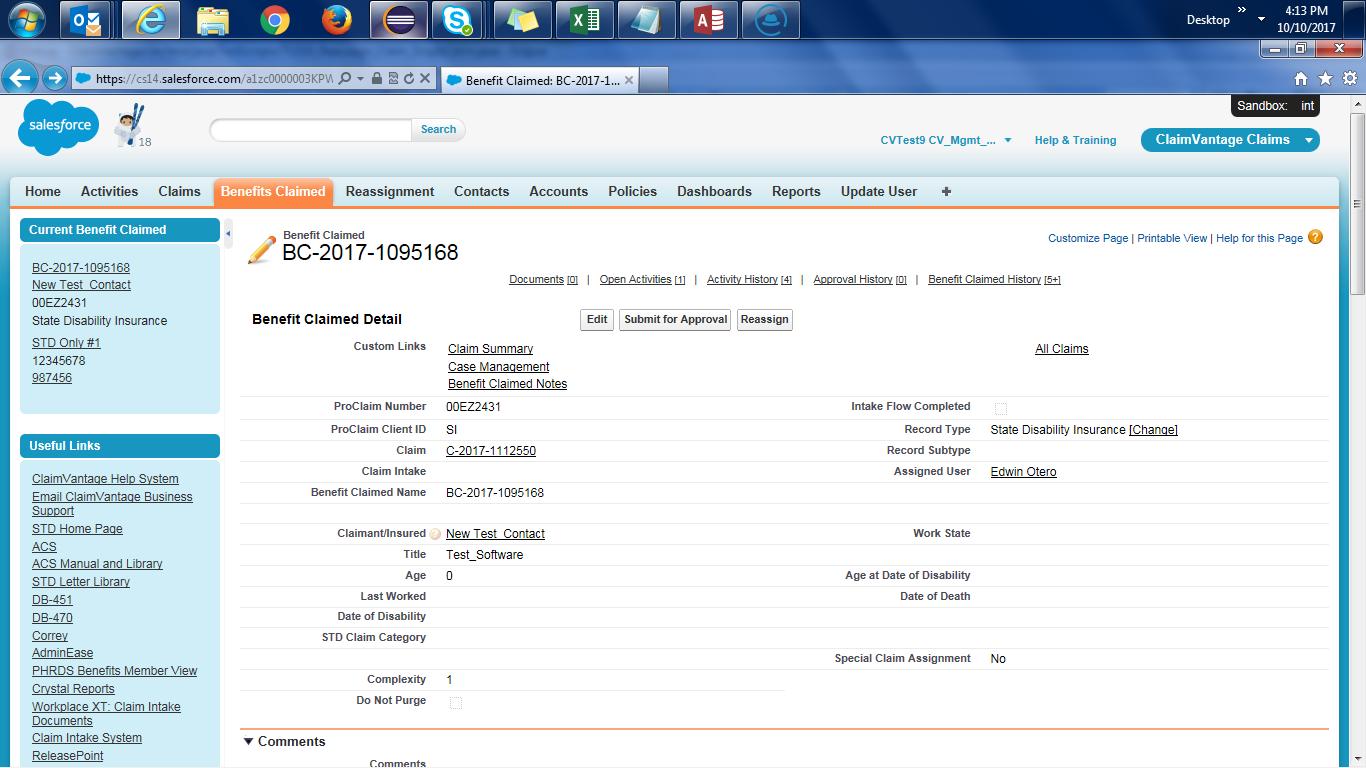 Desktop
4:13 PM
10/10/2017
https://cs14.salesforce.com/a1zc0000003KPV
Benefit Claimed: BC-2017-1...
Sandbox: int
salesforce
18
Search
CVTest9 CV_Mgmt_...
Help & Training
ClaimVantage Claims
Home Activities Claims Benefits Claimed Reassignment Contacts Accounts Policies Dashboards Reports Update User +
Current Benefit Claimed
BC-2017-1095168
New Test_Contact
00EZ2431
State Disability Insurance
STD Only #1
12345678
987456
Useful Links
ClaimVantage Help System
Email ClaimVantage Business
Support
STD Home Page
ACS
ACS Manual and Library
STD Letter Library
DB-451
DB-470
Correy
AdminEase
PHRDS Benefits Member View
Crystal Reports
Workplace XT: Claim Intake
Documents
Claim Intake System
ReleasePoint
Benefit Claimed
BC-2017-1095168
Customize Page | Printable View | Help for this Page
Documents [0] | Open Activities [1] | Activity History [4] | Approval History [0] | Benefit Claimed History [5+]
Benefit Claimed Detail
Edit Submit for Approval Reassign
Custom Links Claim Summary All Claims
Case Management
Benefit Claimed Notes
ProClaim Number 00EZ2431 Intake Flow Completed
ProClaim Client ID SI Record Type State Disability Insurance [Change]
Claim C-2017-1112550 Record Subtype
Claim Intake Assigned User Edwin Otero
Benefit Claimed Name BC-2017-1095168
Claimant/Insured New Test_Contact Work State
Title Test_Software
Age 0 Age at Date of Disability
Last Worked Date of Death
Date of Disability
STD Claim Category
Special Claim Assignment No
Complexity 1
Do Not Purge
Comments
Comments